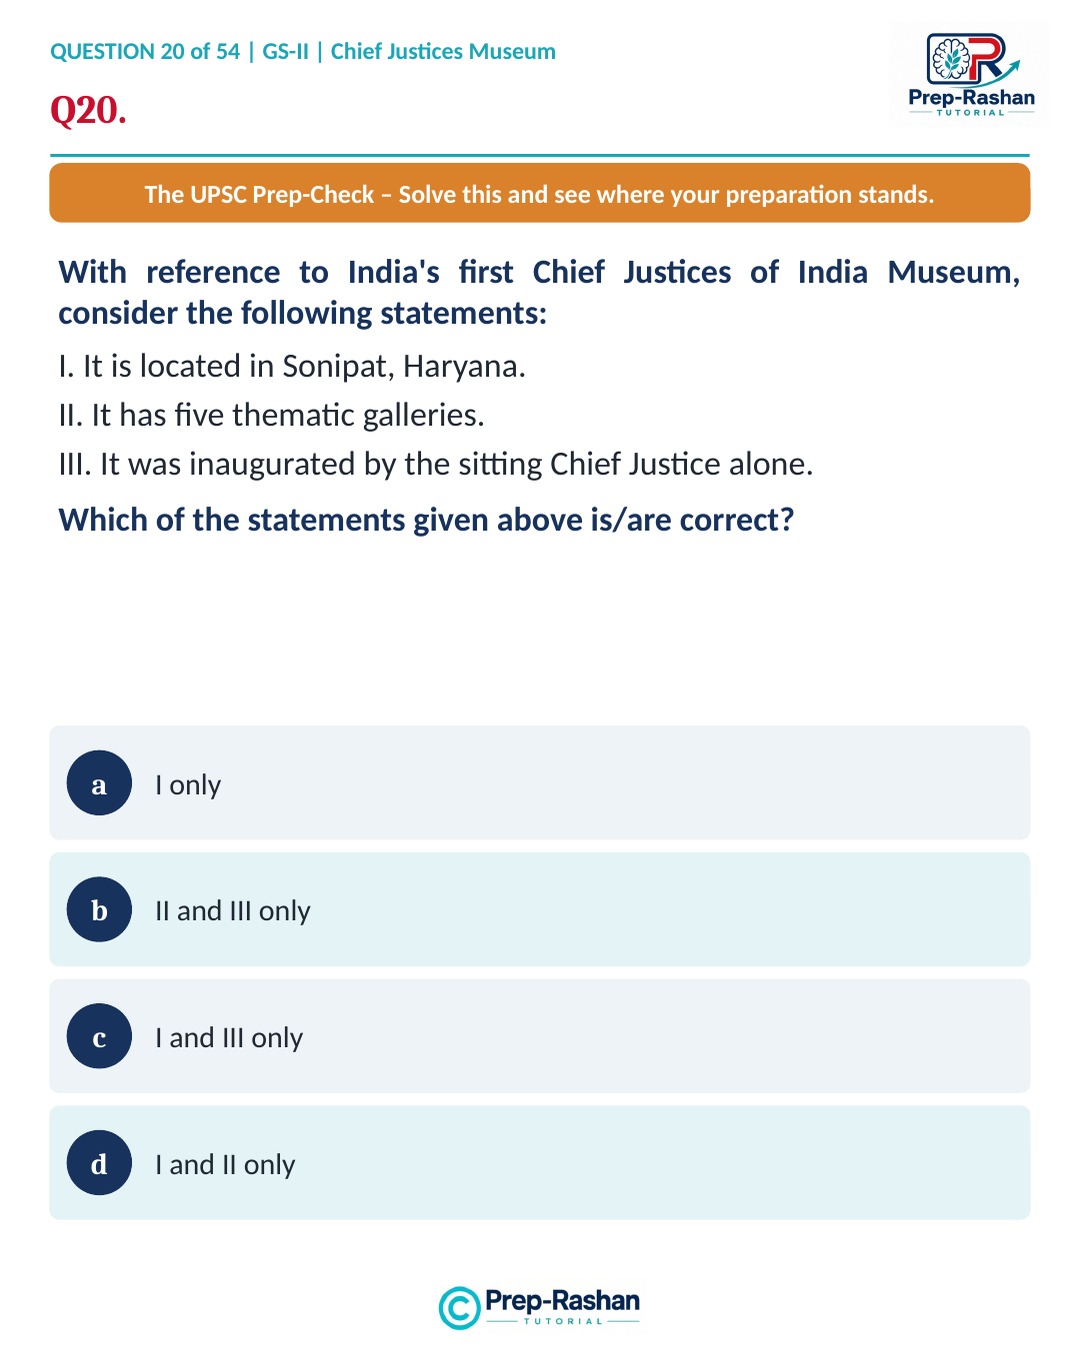 QUESTION 20 of 54 | GS-II | Chief Justices Museum
Prep-Rashan
TUTORIAL
Q20.
The UPSC Prep-Check – Solve this and see where your preparation stands.
With reference to India's first Chief Justices of India Museum,
consider the following statements:
I. It is located in Sonipat, Haryana.
II. It has five thematic galleries.
III. It was inaugurated by the sitting Chief Justice alone.
Which of the statements given above is/are correct?
a I only
b II and III only
c I and III only
d I and II only
© Prep-Rashan
TUTORIAL